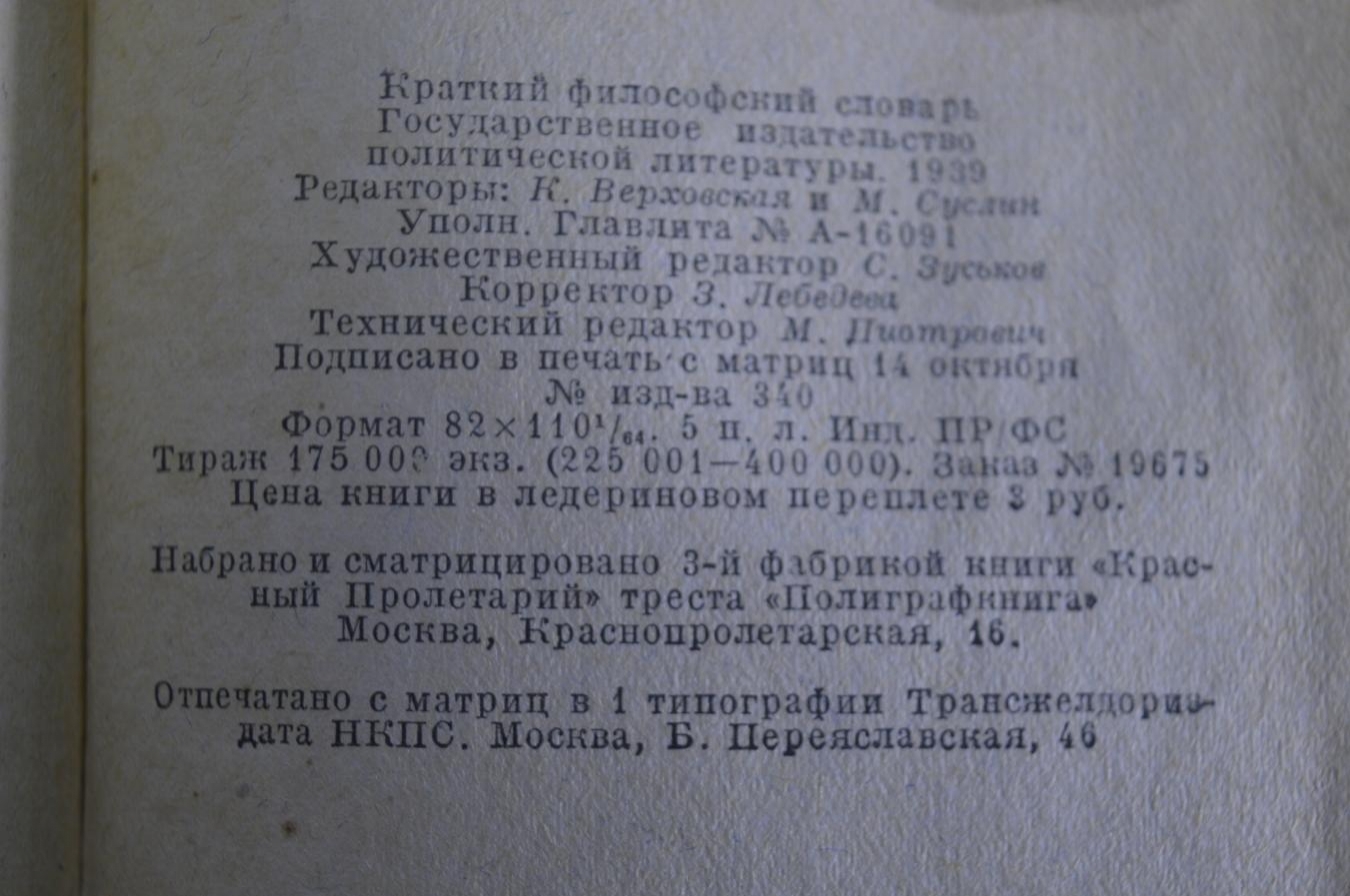 Краткий философский словарь
Государственное издательство
политической литературы. 1939
Редакторы: К. Верховская и М. Суслин
Уполн. Главлита № А-16091
Художественный редактор С. Зуськов
Корректор З. Лебедева
Технический редактор М. Пиотрович
Подписано в печать с матриц 14 октября
№ изд-ва 340
Формат 82×110¹/₆₄. 5 п. л. Инд. ПР/ФС
Тираж 175 000 экз. (225 001—400 000). Заказ № 19675
Цена книги в ледериновом переплете 3 руб.
Набрано и сматрицировано 3-й фабрикой книги «Крас-
ный Пролетарий» треста «Полиграфкнига»
Москва, Краснопролетарская, 16.
Отпечатано с матриц в 1 типографии Трансжелдориз-
дата НКПС. Москва, Б. Переяславская, 46